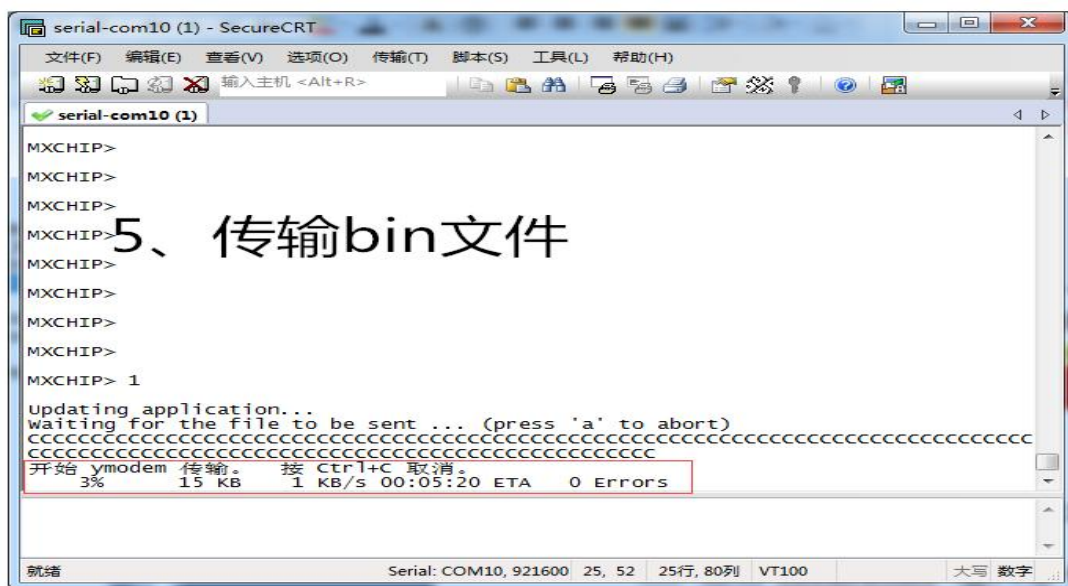 serial-com10 (1) - SecureCRT
文件(F) 编辑(E) 查看(V) 选项(O) 传输(T) 脚本(S) 工具(L) 帮助(H)
输入主机 <Alt+R>
serial-com10 (1)
MXCHIP>
MXCHIP>
MXCHIP>
MXCHIP>
5、传输bin文件
MXCHIP>
MXCHIP>
MXCHIP>
MXCHIP>
MXCHIP> 1
Updating application...
Waiting for the file to be sent ... (press 'a' to abort)
CCCCCCCCCCCCCCCCCCCCCCCCCCCCCCCCCCCCCCCCCCCCCCCCCCCCCCCCCCCCCCCCCCCCCCCCCCCCCCCC
CCCCCCCCCCCCCCCCCCCCCCCCCCCCCCCCCCCCCCCCCCCCCCCCCC
开始 ymodem 传输。 按 Ctrl+C 取消。
3% 15 KB 1 KB/s 00:05:20 ETA 0 Errors
就绪 Serial: COM10, 921600 25, 52 25行, 80列 VT100 大写 数字